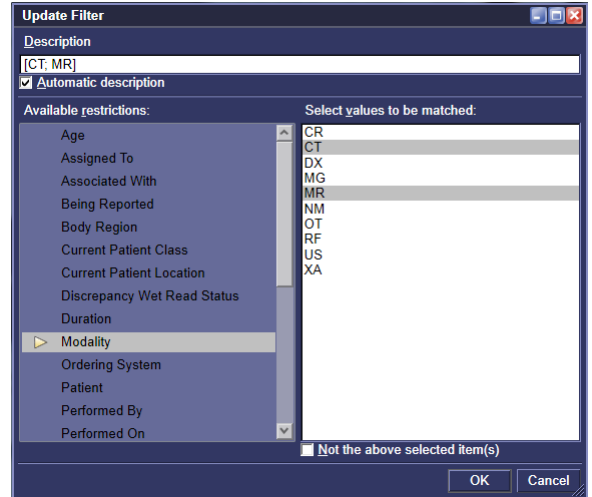 Update Filter
Description
[CT; MR]
Automatic description
Available restrictions:
Age
Assigned To
Associated With
Being Reported
Body Region
Current Patient Class
Current Patient Location
Discrepancy Wet Read Status
Duration
Modality
Ordering System
Patient
Performed By
Performed On
Select values to be matched:
CR
CT
DX
MG
MR
NM
OT
RF
US
XA
Not the above selected item(s)
OK
Cancel